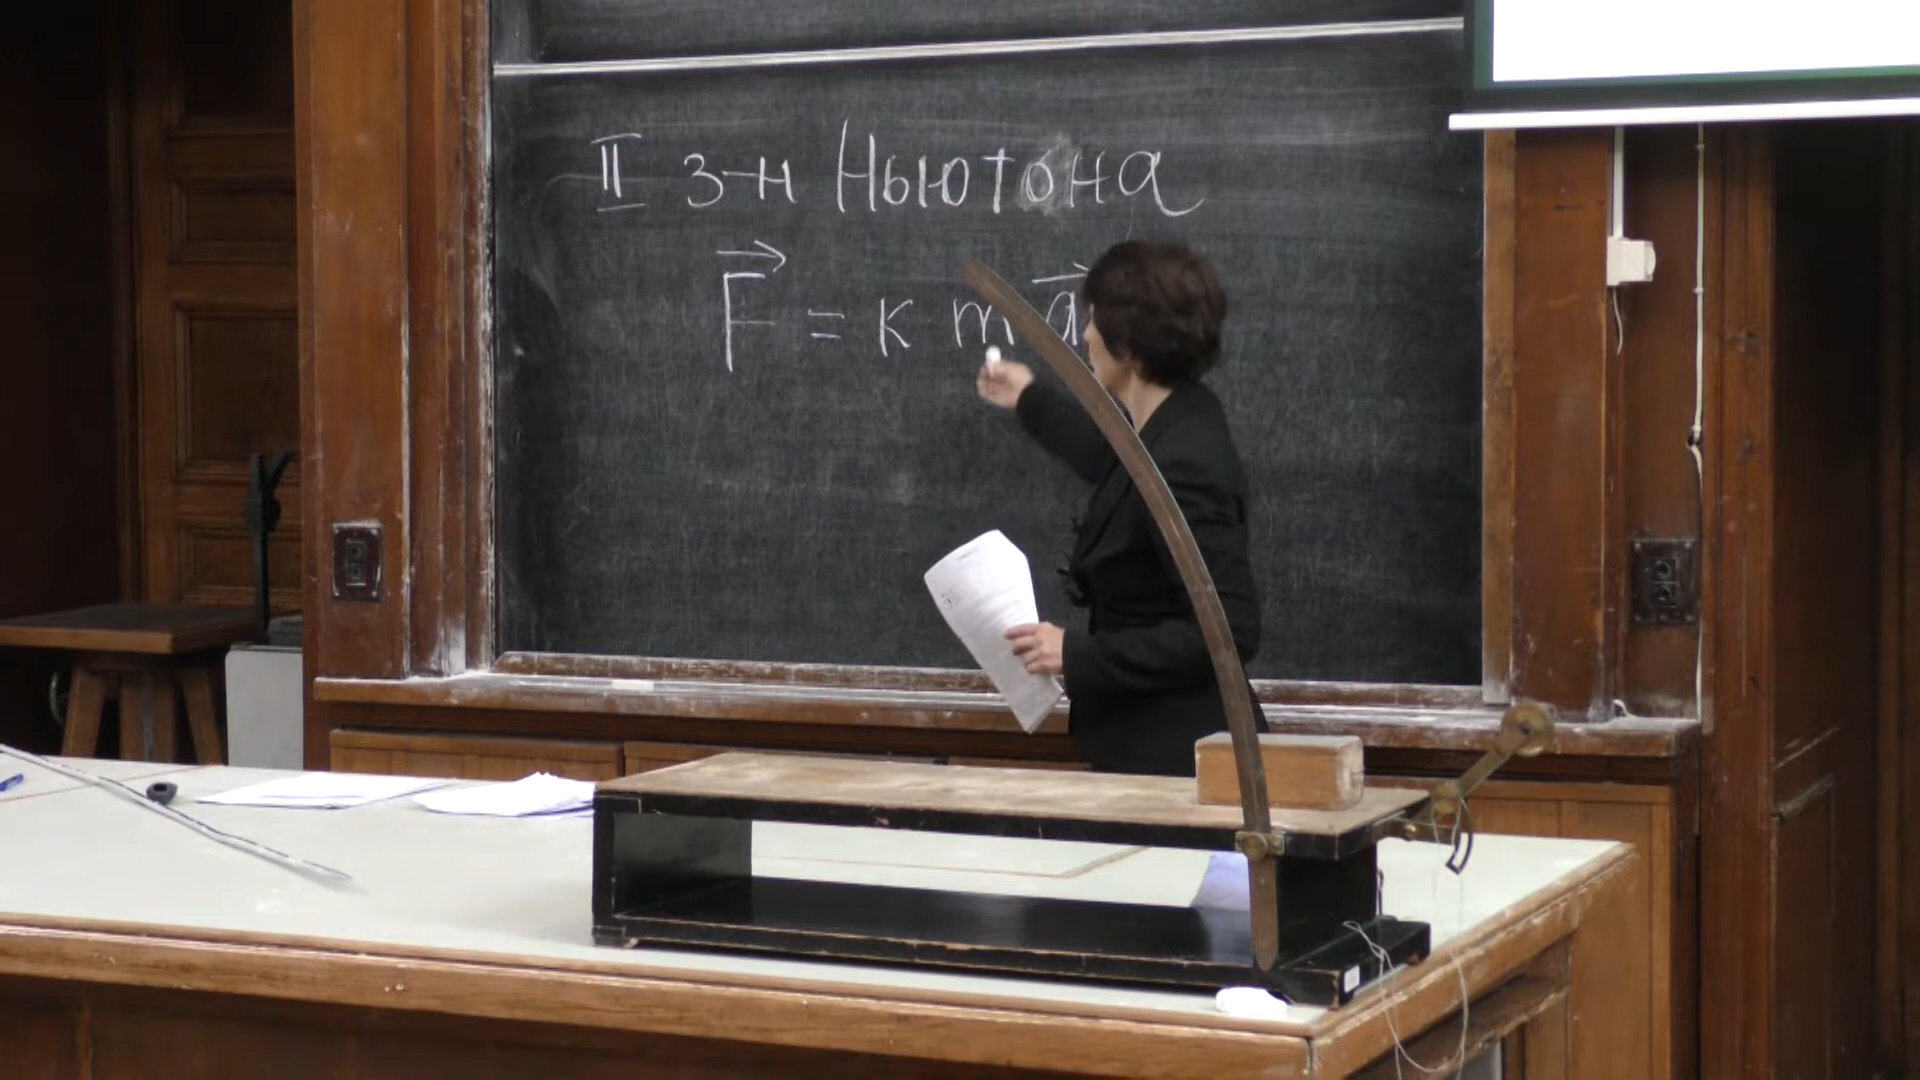 II з-н Ньютона
F⃗ = к m a⃗